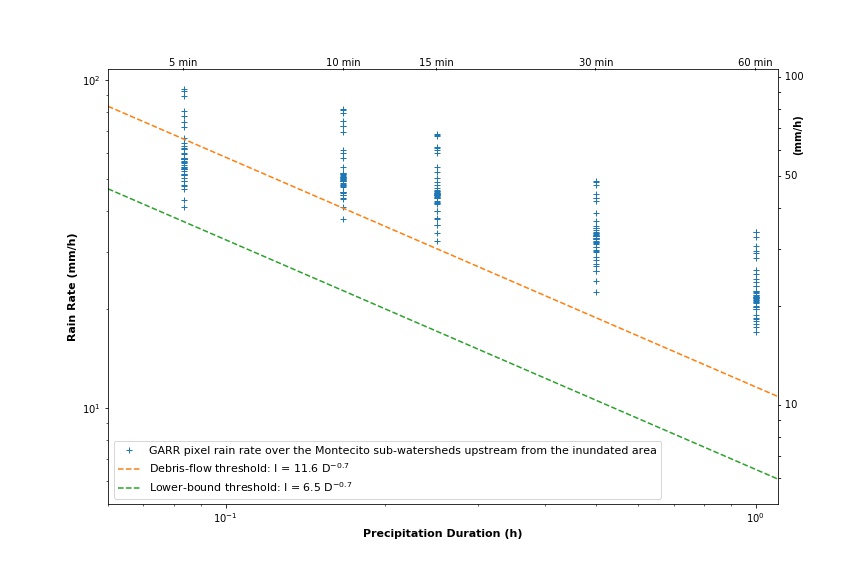 5 min 10 min 15 min 30 min 60 min
10² 100
(mm/h)
50
Rain Rate (mm/h)
10¹ 10
GARR pixel rain rate over the Montecito sub-watersheds upstream from the inundated area
Debris-flow threshold: I = 11.6 D⁻⁰·⁷
Lower-bound threshold: I = 6.5 D⁻⁰·⁷
10⁻¹ 10⁰
Precipitation Duration (h)